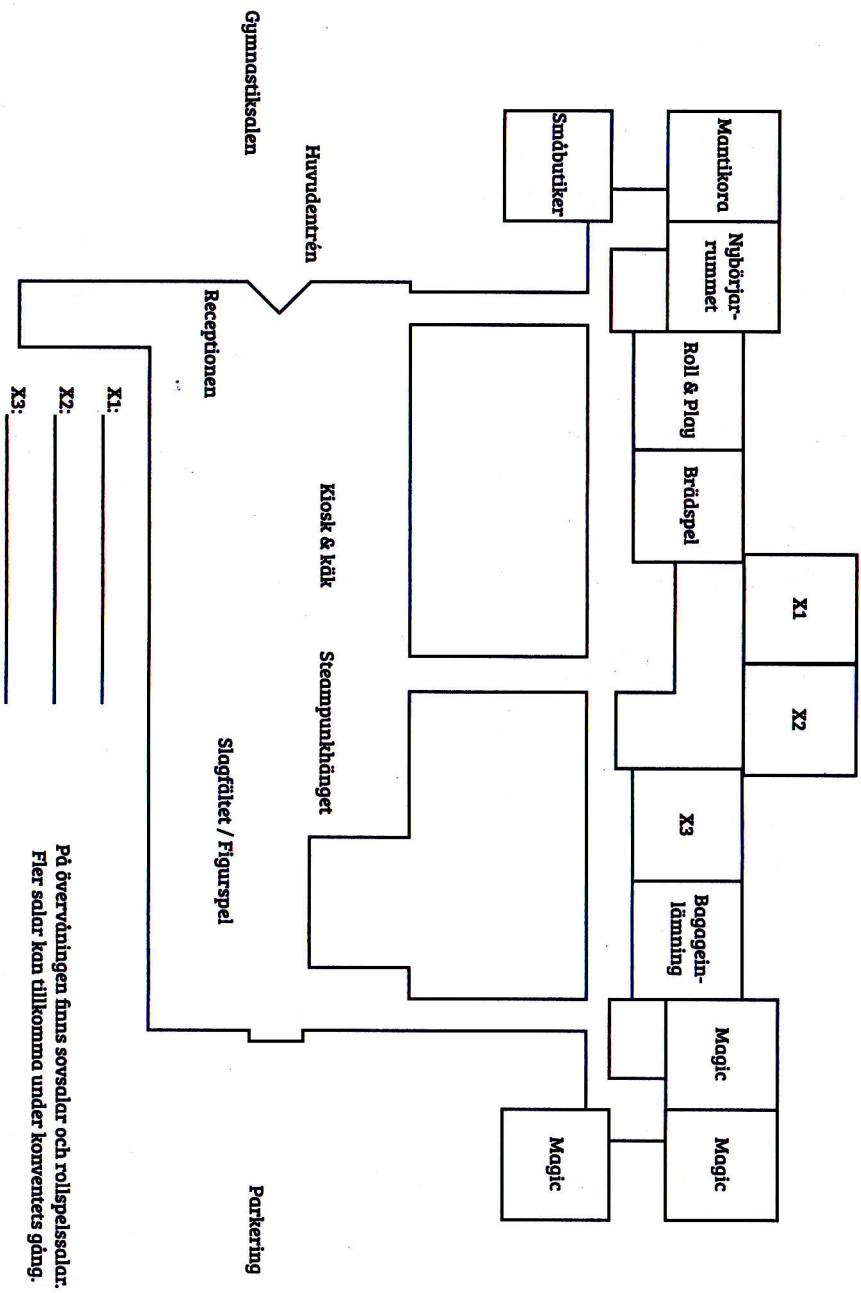 X1
X2
Mantikora
Nybörjar-
rummet
Roll & Play
Brädspel
X3
Bagagein-
lämning
Magic
Magic
Småbutiker
Magic
Huvudentrén
Kiosk & käk
Steampunkhänget
Gymnastiksalen
Receptionen
Slagfältet / Figurspel
Parkering
X1:
X2:
X3:
På övervåningen finns sovsalar och rollspelssalar.
Fler salar kan tillkomma under konventets gång.